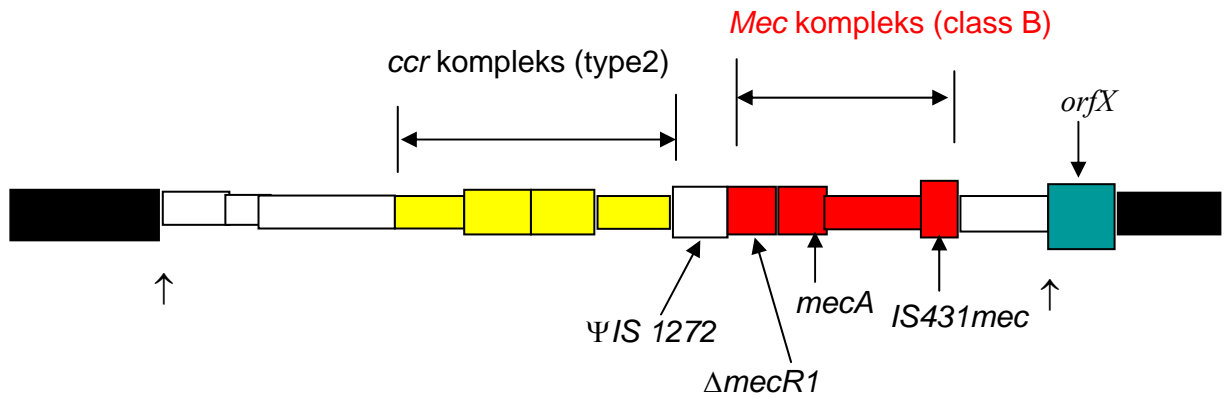 Mec kompleks (class B)
ccr kompleks (type2)
orfX
↑ ↑
mecA
IS431mec
ΨIS 1272
ΔmecR1